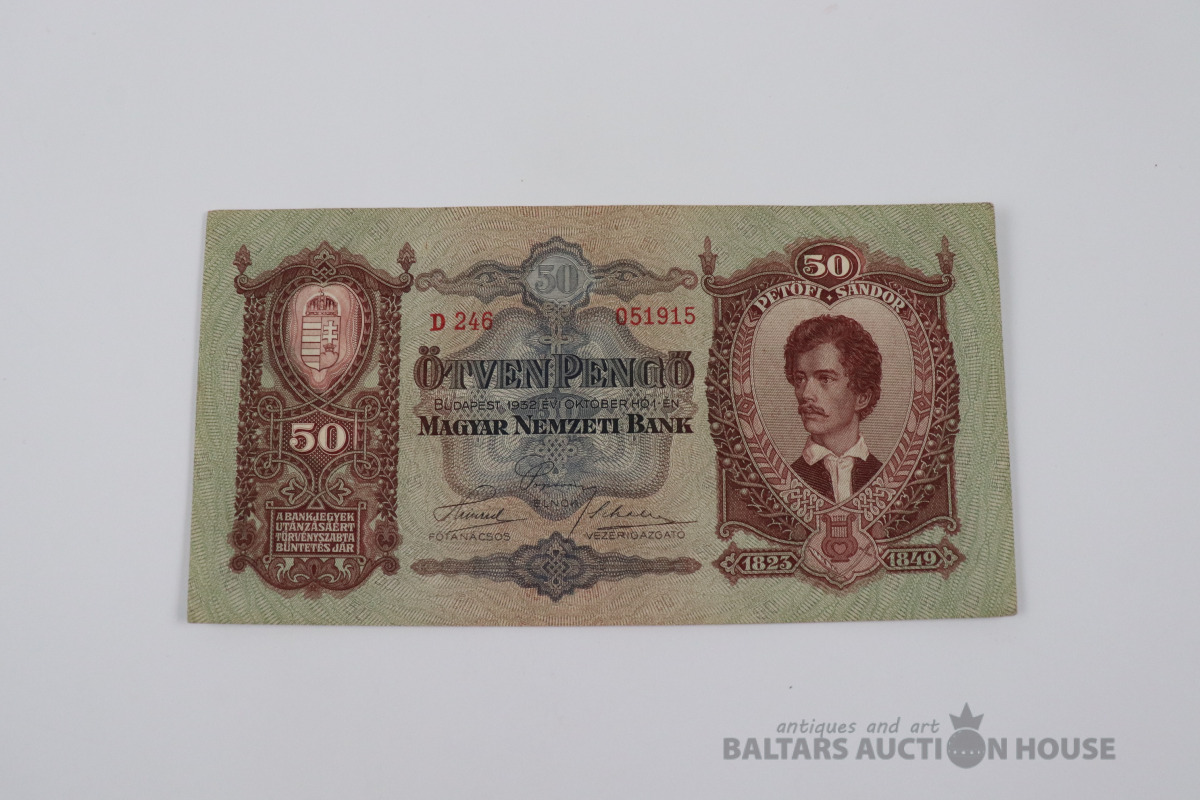 50
50
PETŐFI • SÁNDOR
D 246 051915
ÖTVEN PENGŐ
BUDAPEST, 1932. ÉVI OKTÓBER HÓ 1-ÉN
MAGYAR NEMZETI BANK
50
ELNÖK
FŐTANÁCSOS VEZÉRIGAZGATÓ
A BANKJEGYEK
UTÁNZÁSÁÉRT
TÖRVÉNYSZABTA
BÜNTETÉS JÁR
1823 1849
antiques and art
BALTARS AUCTION HOUSE